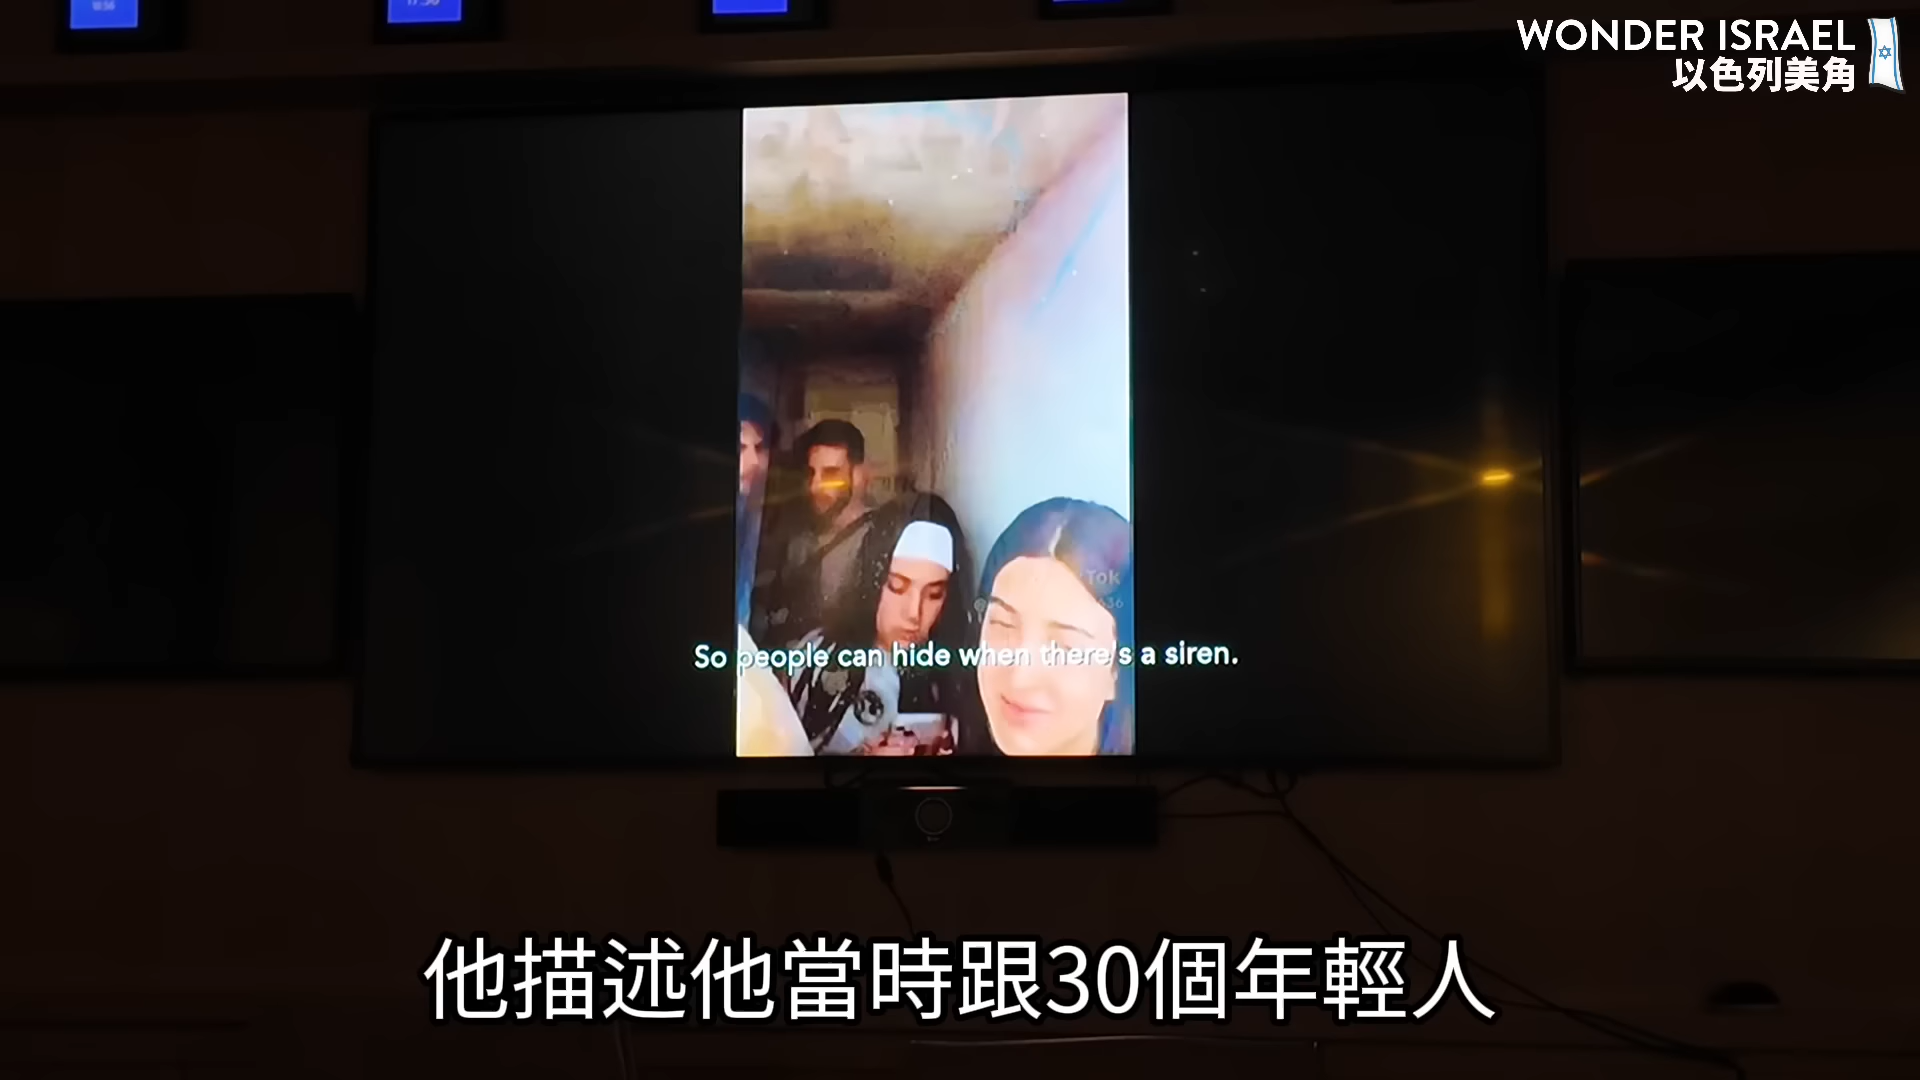 WONDER ISRAEL
以色列美角
Tok
So people can hide when there's a siren.
他描述他當時跟30個年輕人